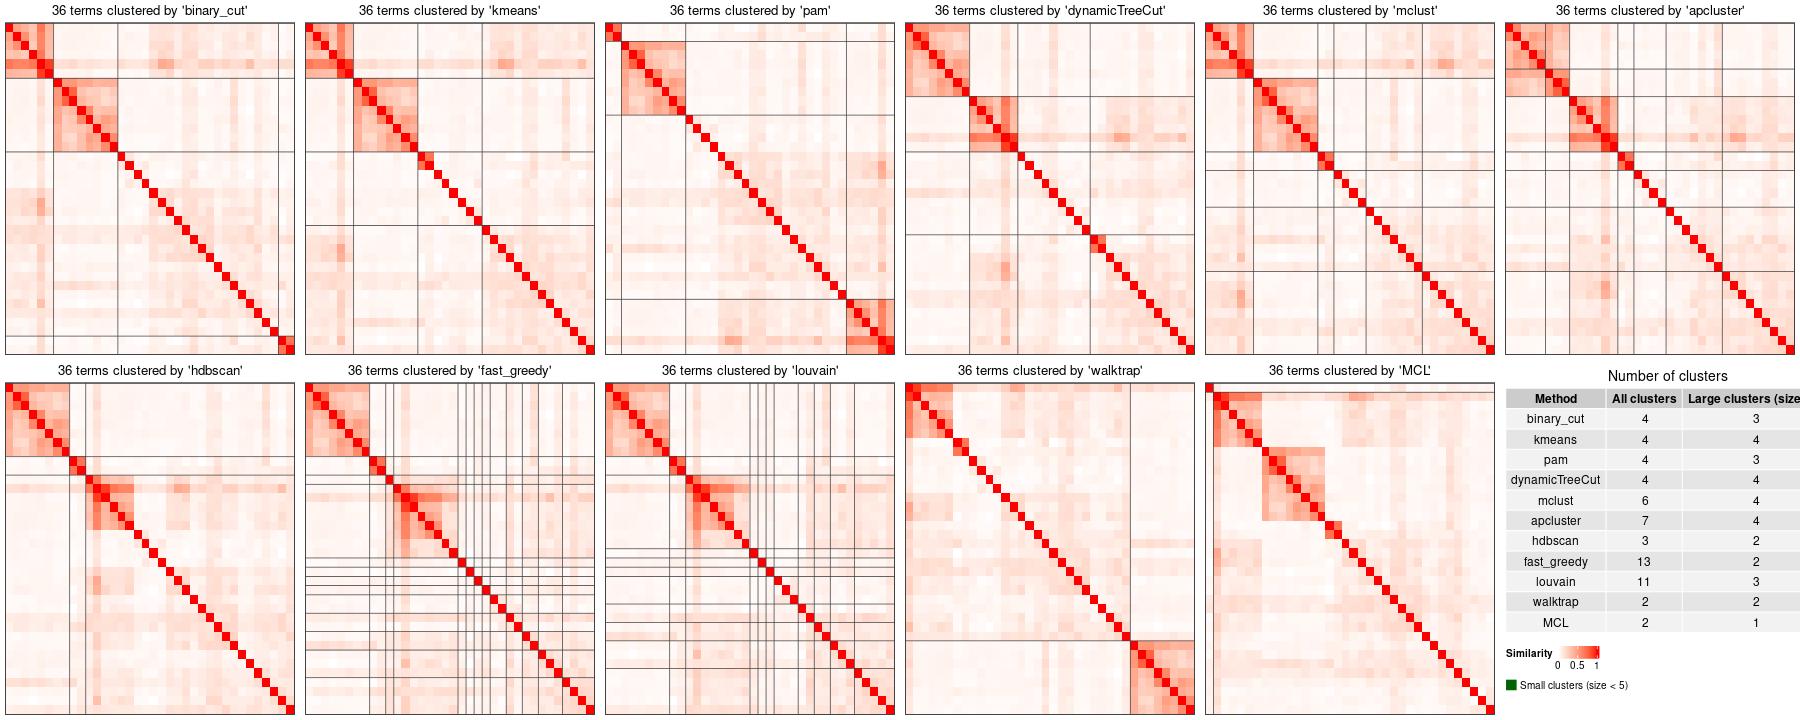 36 terms clustered by 'binary_cut'
36 terms clustered by 'kmeans'
36 terms clustered by 'pam'
36 terms clustered by 'dynamicTreeCut'
36 terms clustered by 'mclust'
36 terms clustered by 'apcluster'
36 terms clustered by 'hdbscan'
36 terms clustered by 'fast_greedy'
36 terms clustered by 'louvain'
36 terms clustered by 'walktrap'
36 terms clustered by 'MCL'
Number of clusters
Method All clusters Large clusters (size
binary_cut 4 3
kmeans 4 4
pam 4 3
dynamicTreeCut 4 4
mclust 6 4
apcluster 7 4
hdbscan 3 2
fast_greedy 13 2
louvain 11 3
walktrap 2 2
MCL 2 1
Similarity
0 0.5 1
Small clusters (size < 5)